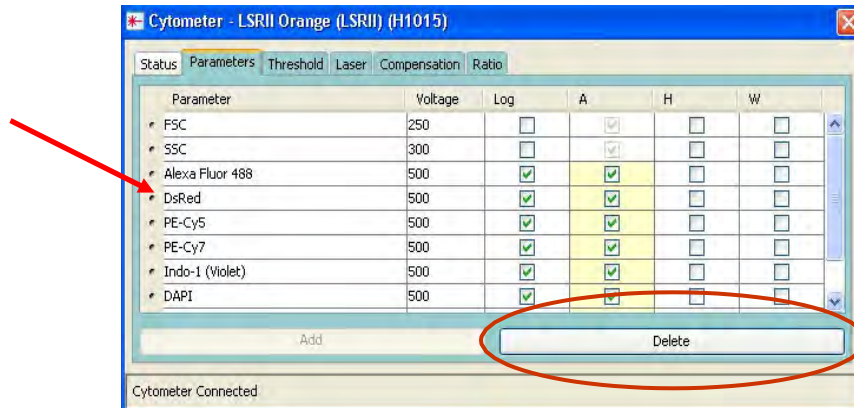 Cytometer - LSRII Orange (LSRII) (H1015)
Status Parameters Threshold Laser Compensation Ratio
Parameter Voltage Log A H W
FSC 250
SSC 300
Alexa Fluor 488 500
DsRed 500
PE-Cy5 500
PE-Cy7 500
Indo-1 (Violet) 500
DAPI 500
Add Delete
Cytometer Connected